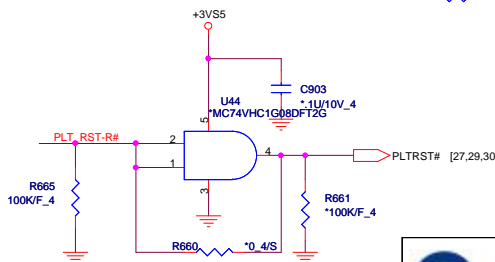 +3VS5
C903
*.1U/10V_4
U44
*MC74VHC1G08DFT2G
5
PLT_RST-R#
2
1
4
3
PLTRST# [27,29,30
R665
100K/F_4
R661
*100K/F_4
R660 *0_4/S